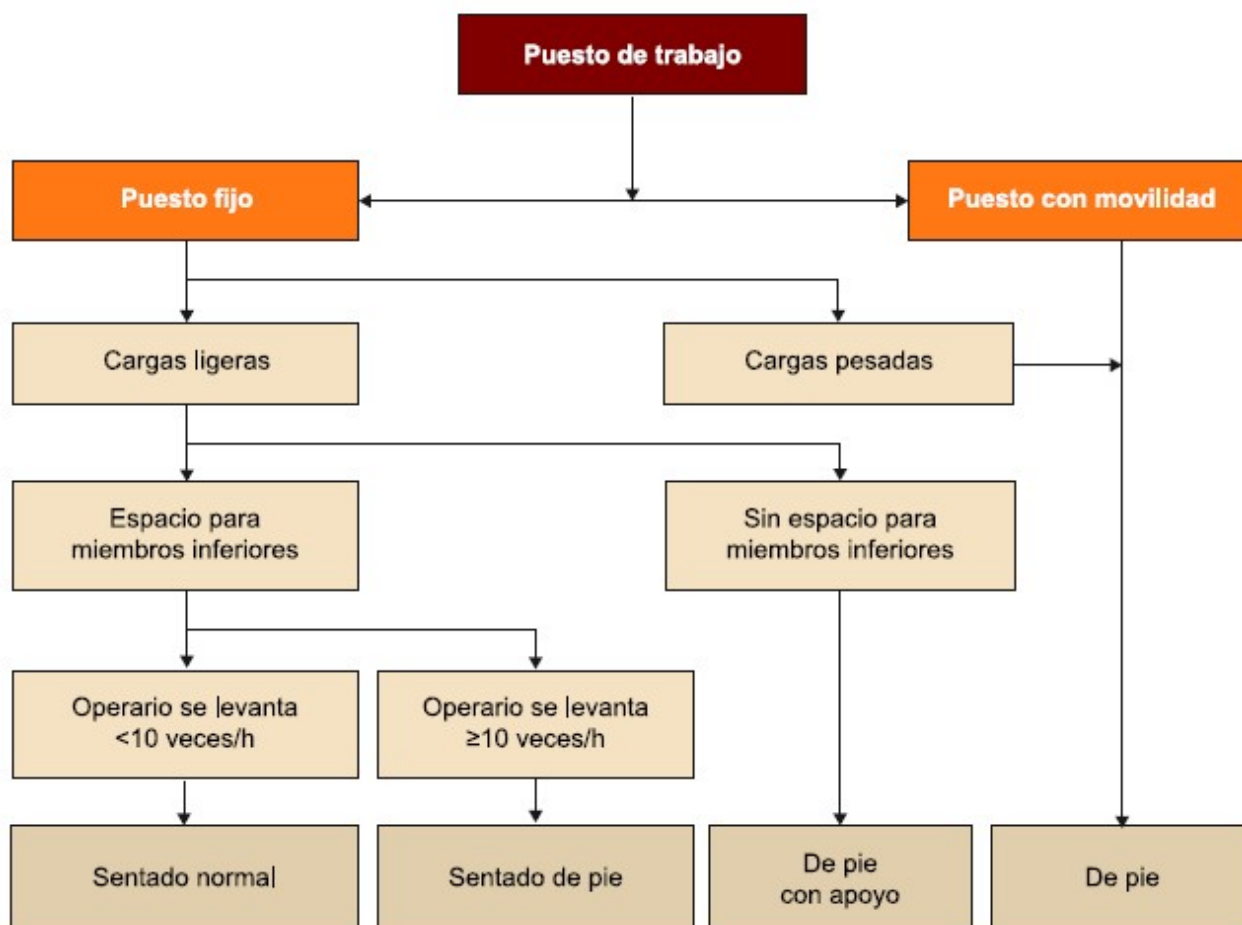 Puesto de trabajo
Puesto fijo
Puesto con movilidad
Cargas ligeras
Cargas pesadas
Espacio para
miembros inferiores
Sin espacio para
miembros inferiores
Operario se levanta
<10 veces/h
Operario se levanta
≥10 veces/h
Sentado normal
Sentado de pie
De pie
con apoyo
De pie